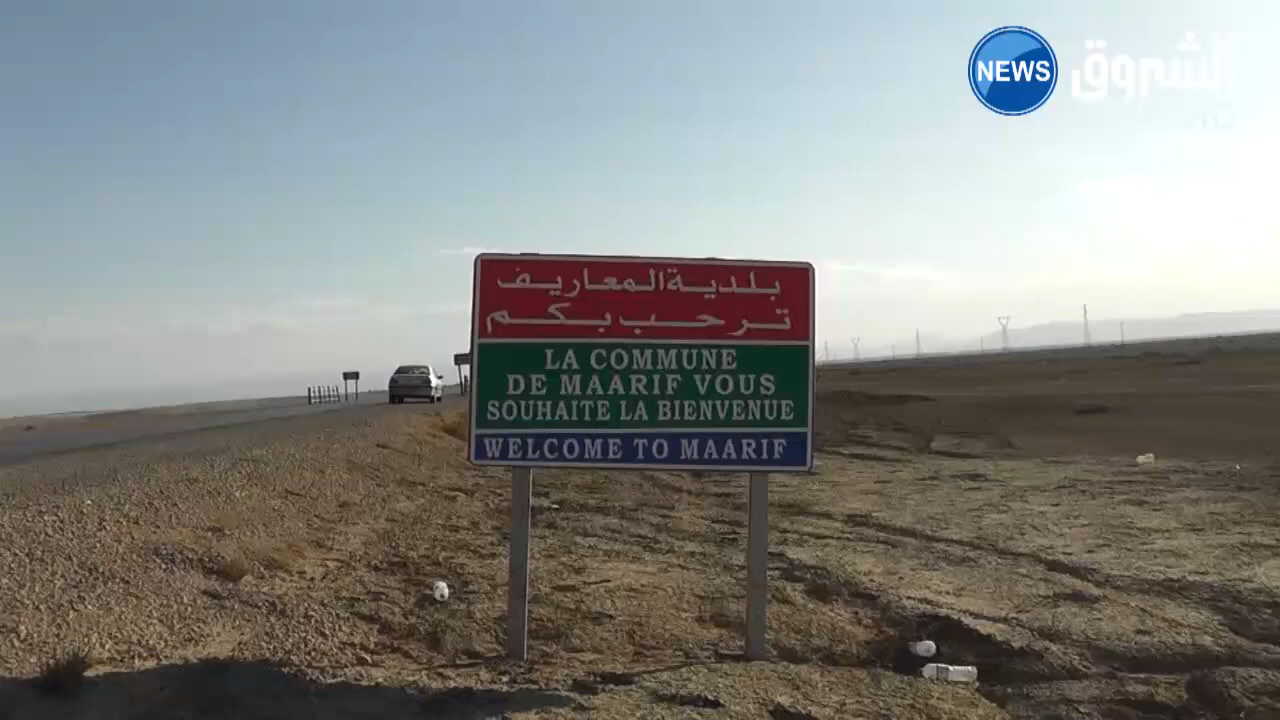 NEWS الشروق
بلدية المعاريف
ترحب بكم
LA COMMUNE
DE MAARIF VOUS
SOUHAITE LA BIENVENUE
WELCOME TO MAARIF